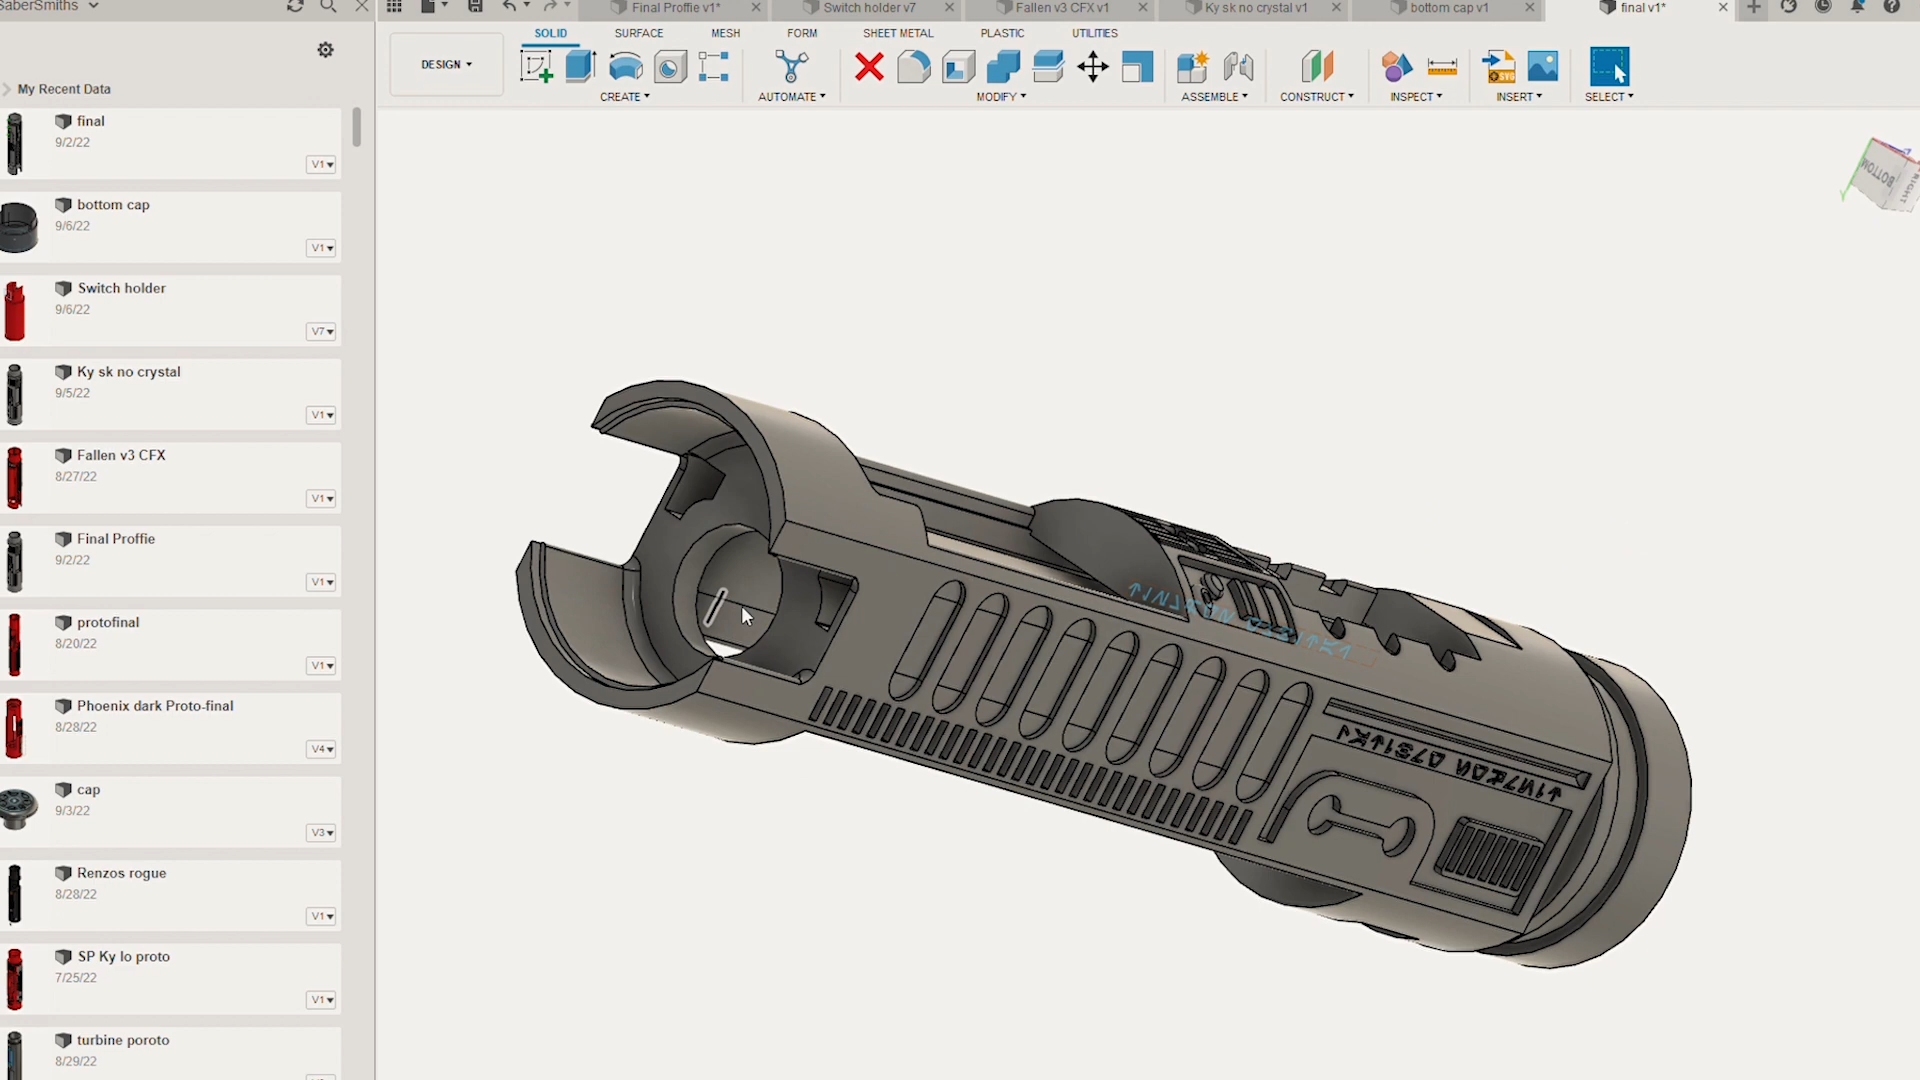 SaberSmiths
Final Proffie v1*
Switch holder v7
Fallen v3 CFX v1
Ky sk no crystal v1
bottom cap v1
final v1*
SOLID
SURFACE
MESH
FORM
SHEET METAL
PLASTIC
UTILITIES
DESIGN
CREATE
AUTOMATE
MODIFY
ASSEMBLE
CONSTRUCT
INSPECT
INSERT
SELECT
SVG
My Recent Data
final
9/2/22
V1
bottom cap
9/6/22
V1
Switch holder
9/6/22
V7
Ky sk no crystal
9/5/22
V1
Fallen v3 CFX
8/27/22
V1
Final Proffie
9/2/22
V1
protofinal
8/20/22
V1
Phoenix dark Proto-final
8/28/22
V4
cap
9/3/22
V3
Renzos rogue
8/28/22
V1
SP Ky lo proto
7/25/22
V1
turbine poroto
8/29/22
BOTTOM
RIGHT
Y